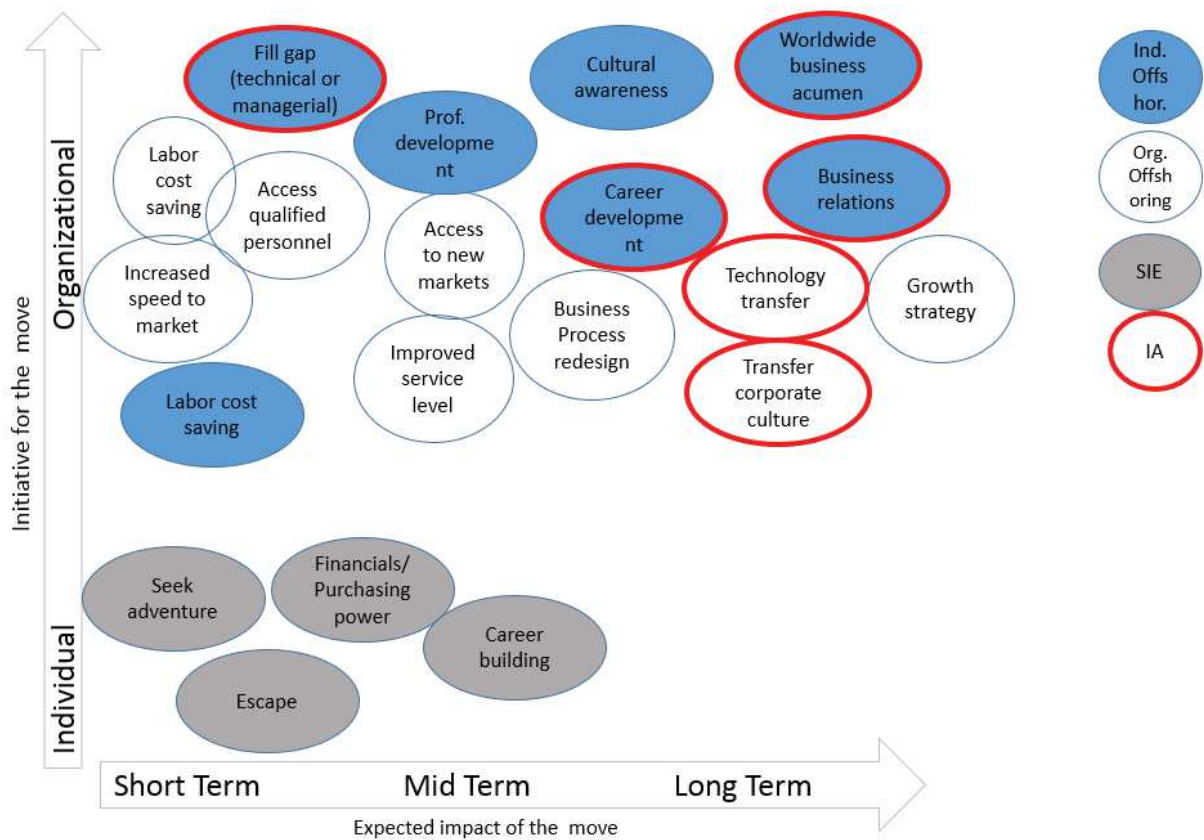 Fill gap
(technical or
managerial)
Cultural
awareness
Worldwide
business
acumen
Ind.
Offs
hor.
Prof.
developme
nt
Labor
cost
saving
Access
qualified
personnel
Career
developme
nt
Business
relations
Org.
Offsh
oring
Access
to new
markets
Increased
speed to
market
Business
Process
redesign
Technology
transfer
Growth
strategy
SIE
Improved
service
level
Transfer
corporate
culture
IA
Labor cost
saving
Organizational
Initiative for the move
Individual
Seek
adventure
Financials/
Purchasing
power
Career
building
Escape
Short Term
Mid Term
Long Term
Expected impact of the move